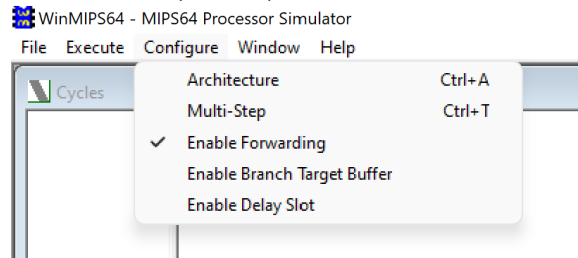 WinMIPS64 - MIPS64 Processor Simulator
File Execute Configure Window Help
Cycles
Architecture Ctrl+A
Multi-Step Ctrl+T
Enable Forwarding
Enable Branch Target Buffer
Enable Delay Slot